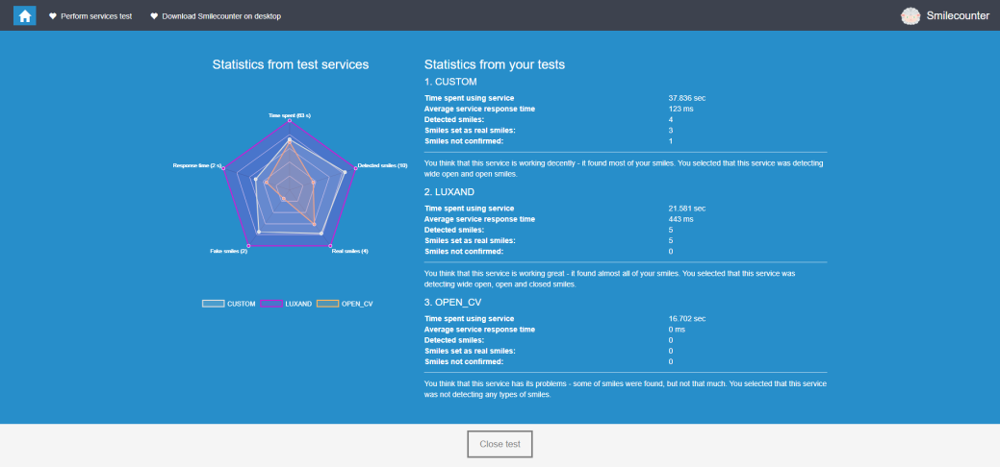 Perform services test
Download Smilecounter on desktop
Smilecounter
Statistics from test services
Time spent (83 s)
Response time (2 s)
Detected smiles (10)
Fake smiles (2)
Real smiles (4)
CUSTOM
LUXAND
OPEN_CV
Statistics from your tests
1. CUSTOM
Time spent using service 37.836 sec
Average service response time 123 ms
Detected smiles: 4
Smiles set as real smiles: 3
Smiles not confirmed: 1
You think that this service is working decently - it found most of your smiles. You selected that this service was detecting
wide open and open smiles.
2. LUXAND
Time spent using service 21.581 sec
Average service response time 443 ms
Detected smiles: 5
Smiles set as real smiles: 5
Smiles not confirmed: 0
You think that this service is working great - it found almost all of your smiles. You selected that this service was
detecting wide open, open and closed smiles.
3. OPEN_CV
Time spent using service 16.702 sec
Average service response time 0 ms
Detected smiles: 0
Smiles set as real smiles: 0
Smiles not confirmed: 0
You think that this service has its problems - some of smiles were found, but not that much. You selected that this service
was not detecting any types of smiles.
Close test